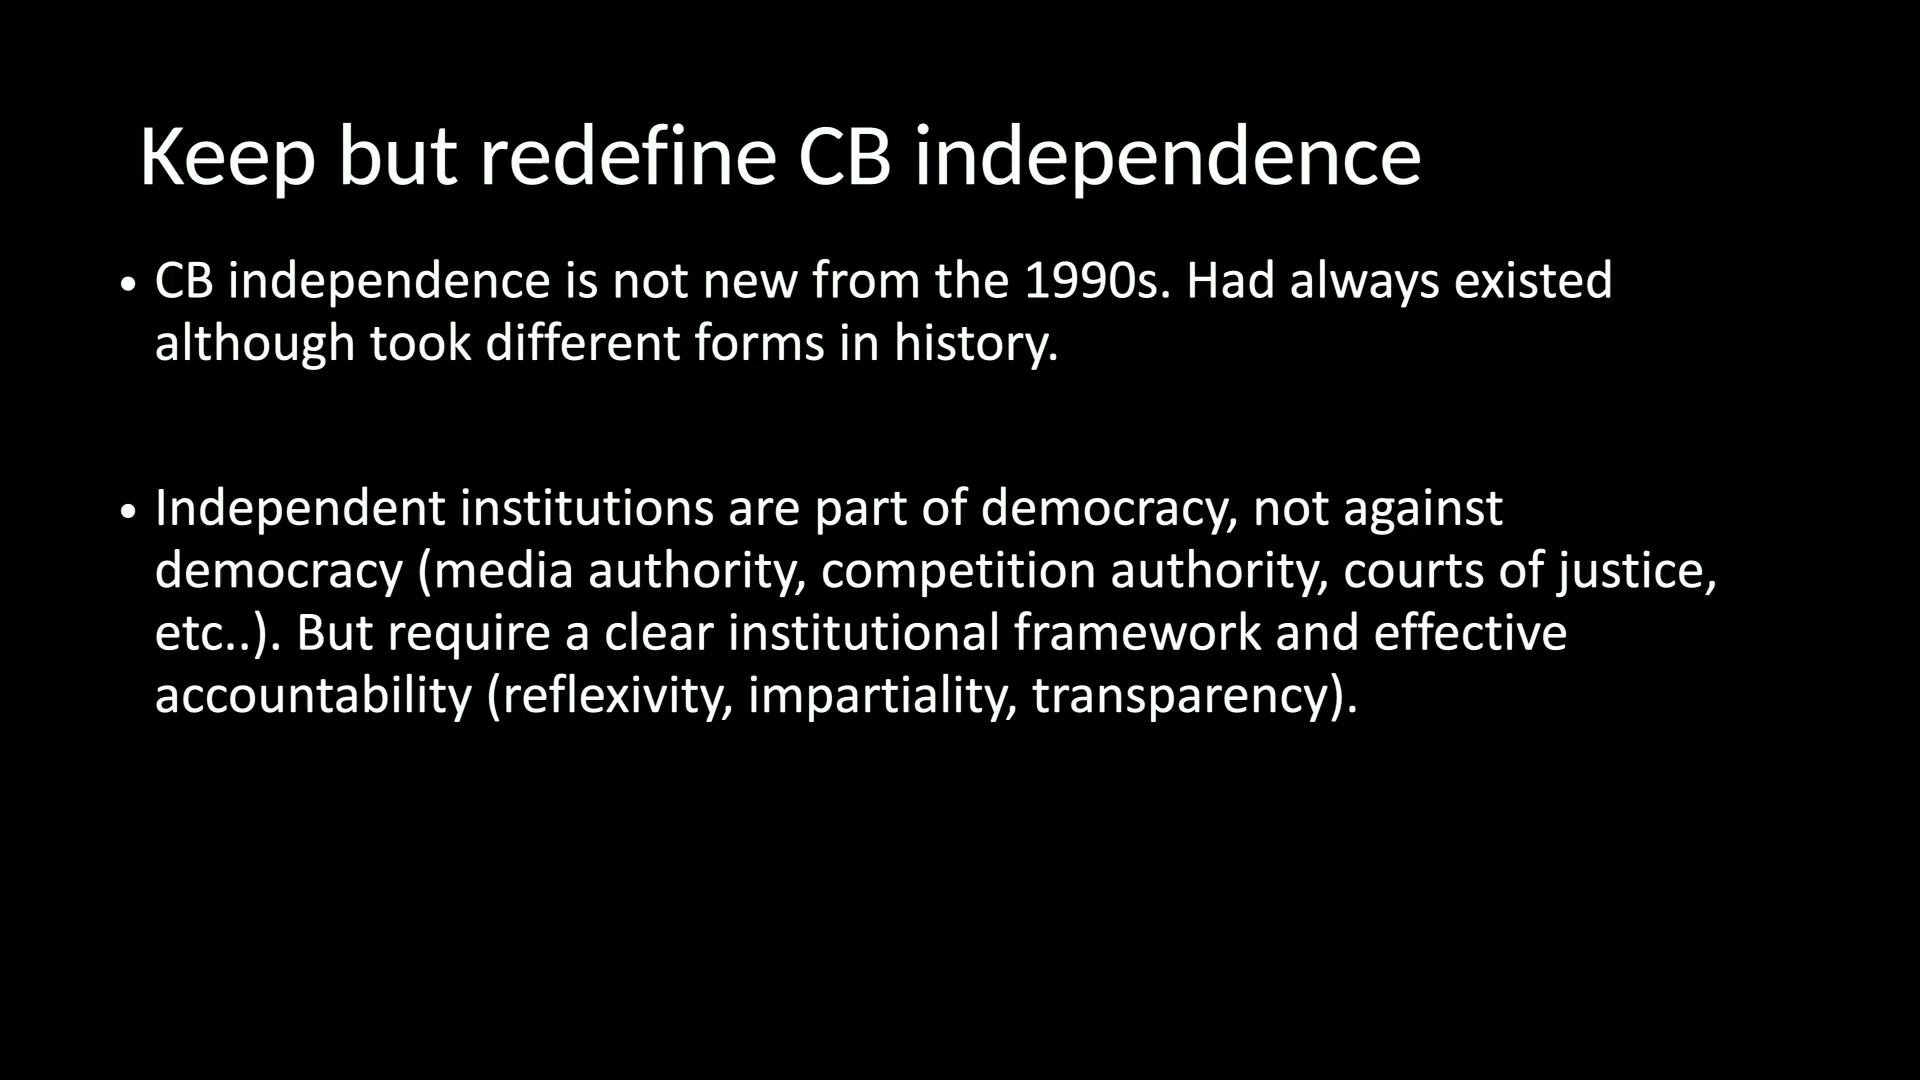 Keep but redefine CB independence
• CB independence is not new from the 1990s. Had always existed
although took different forms in history.
• Independent institutions are part of democracy, not against
democracy (media authority, competition authority, courts of justice,
etc..). But require a clear institutional framework and effective
accountability (reflexivity, impartiality, transparency).